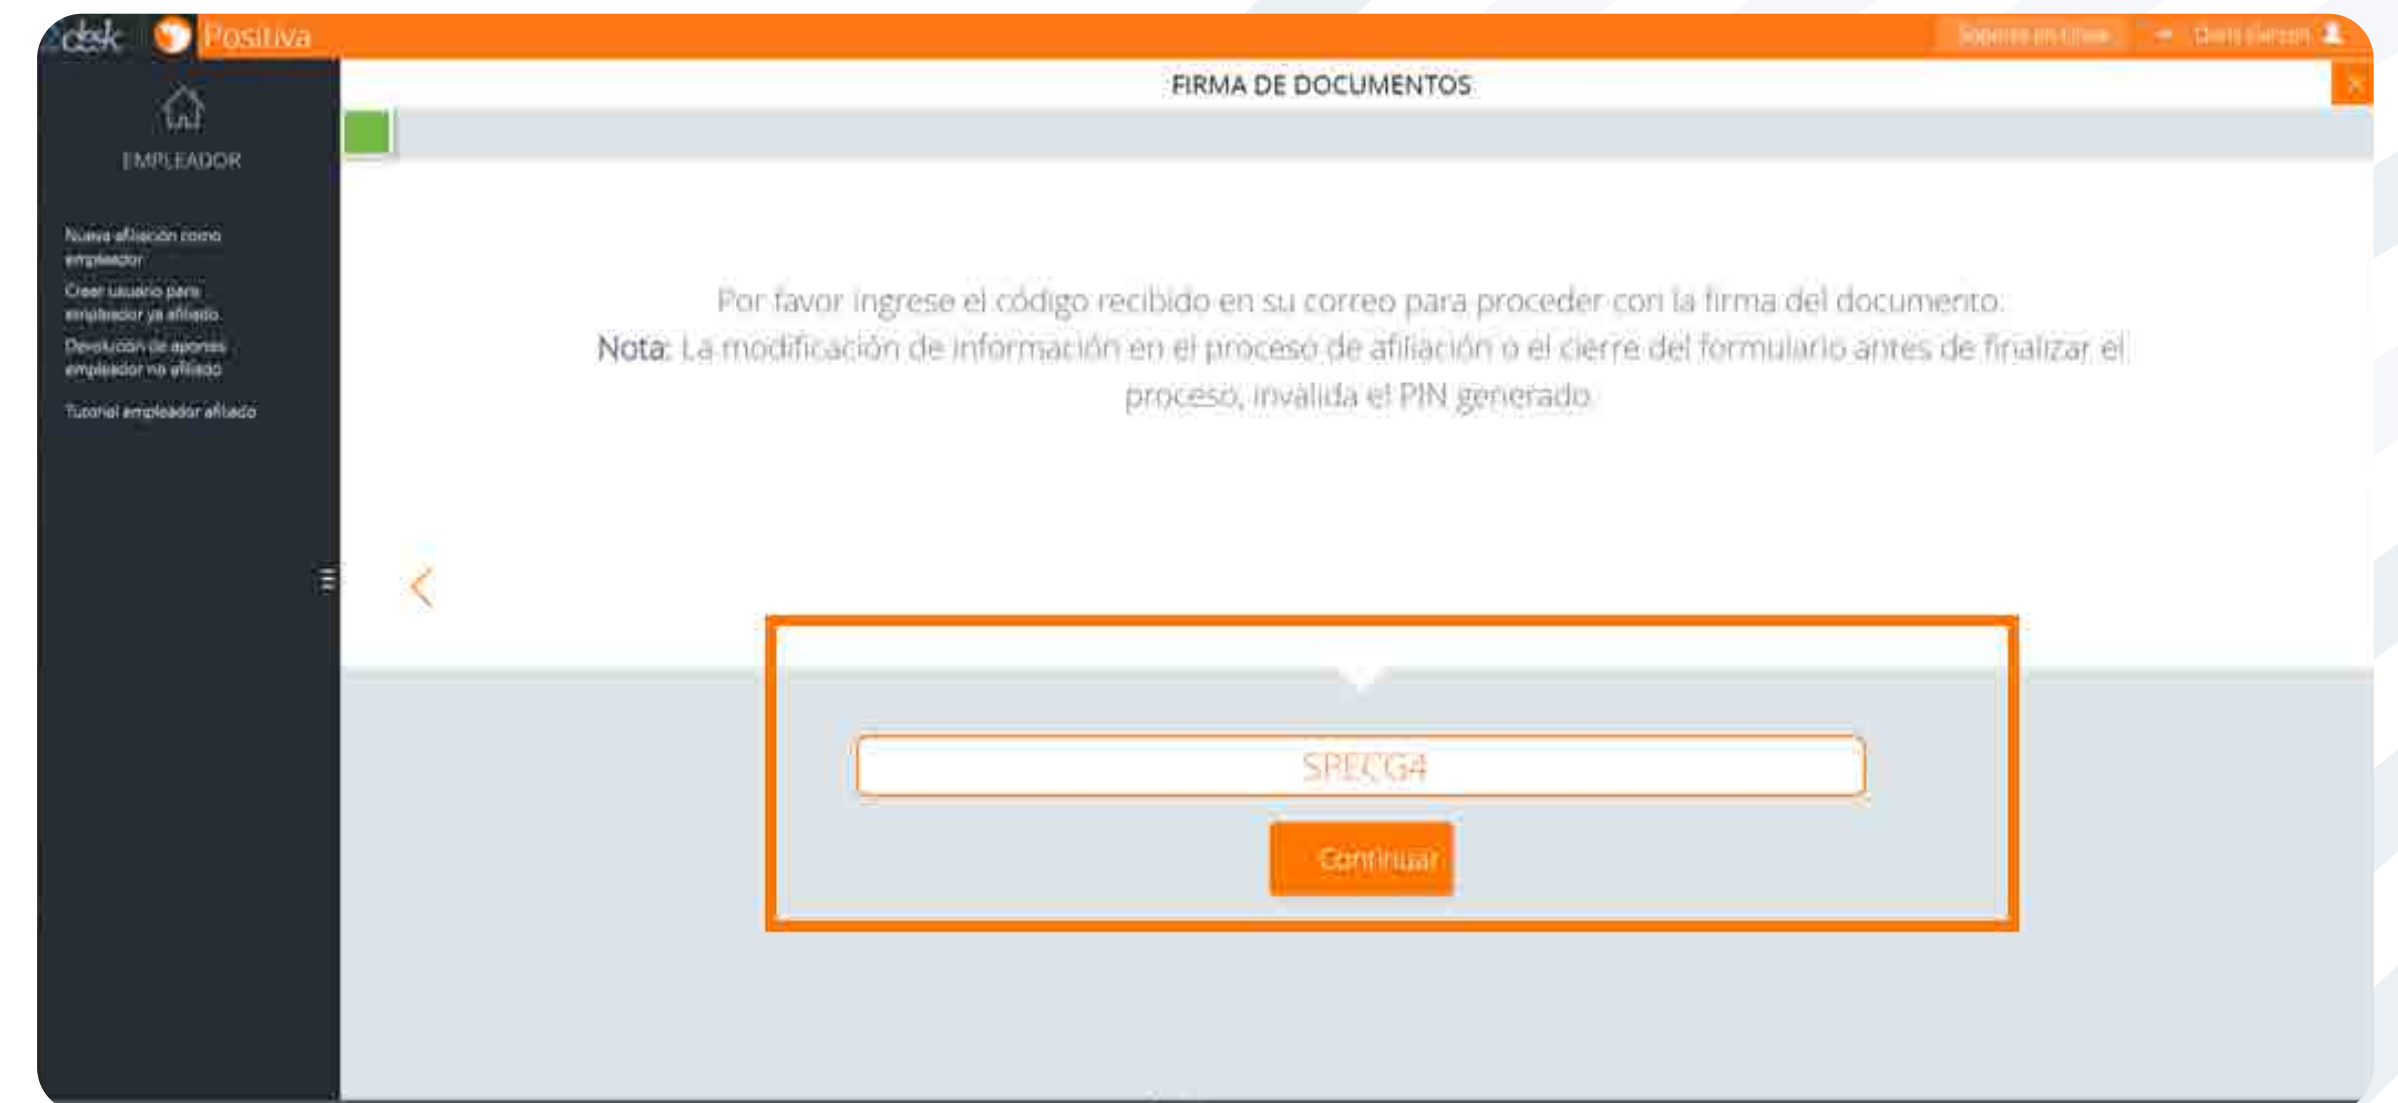 desk Positiva
FIRMA DE DOCUMENTOS
EMPLEADOR
Nueva afiliación como
empleador
Crear usuario para
empleador ya afiliado
Devolución de aportes
empleador no afiliado
Tutorial empleador afiliado
Por favor ingrese el código recibido en su correo para proceder con la firma del documento:
Nota: La modificación de información en el proceso de afiliación o el cierre del formulario antes de finalizar el
proceso, invalida el PIN generado
Continuar